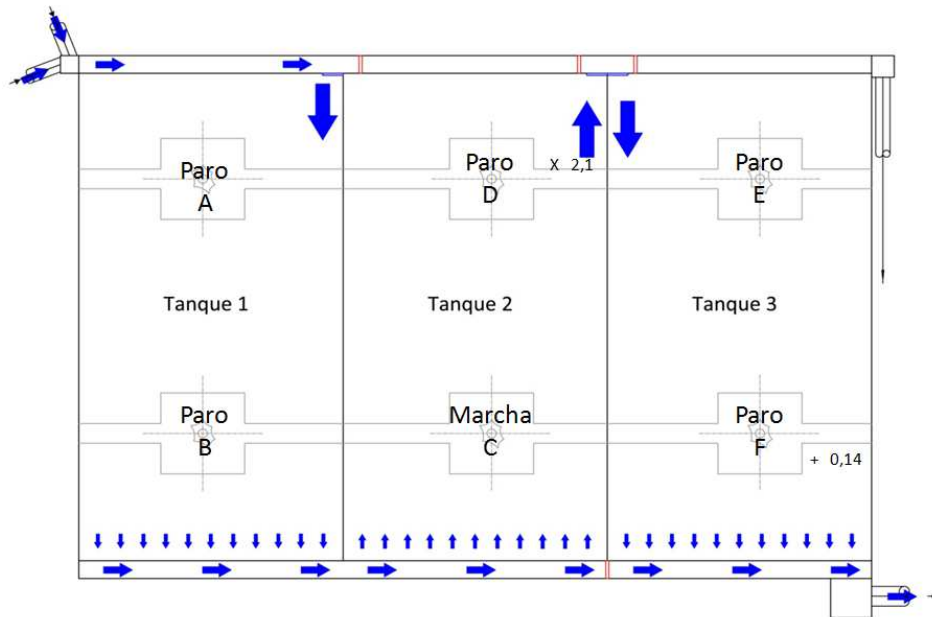 Paro
A
Paro
D
X 2,1
Paro
E
Tanque 1
Tanque 2
Tanque 3
Paro
B
Marcha
C
Paro
F
+ 0,14